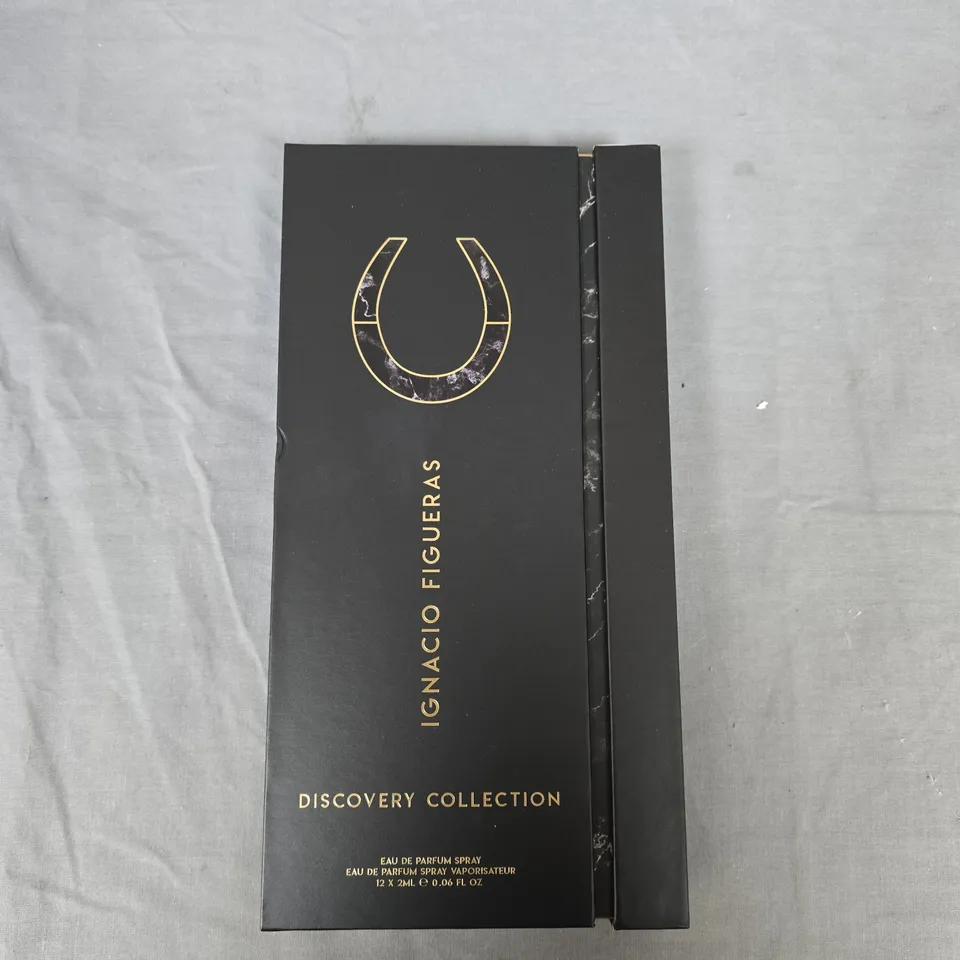 IGNACIO FIGUERAS
DISCOVERY COLLECTION
EAU DE PARFUM SPRAY
EAU DE PARFUM SPRAY VAPORISATEUR
12 X 2ML ℮ 0.06 FL OZ